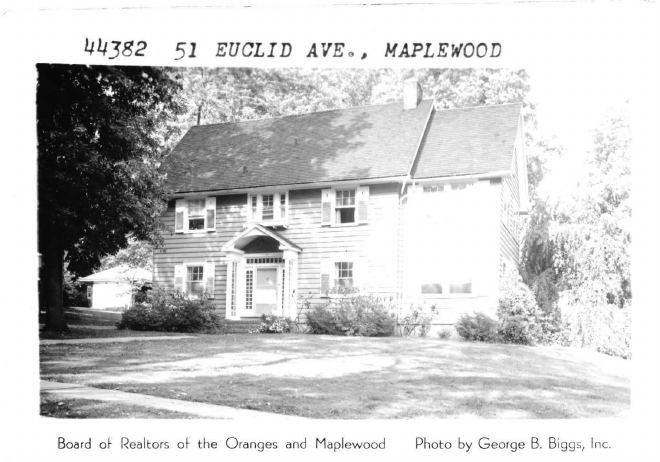 44382 51 EUCLID AVE., MAPLEWOOD
Board of Realtors of the Oranges and Maplewood Photo by George B. Biggs, Inc.